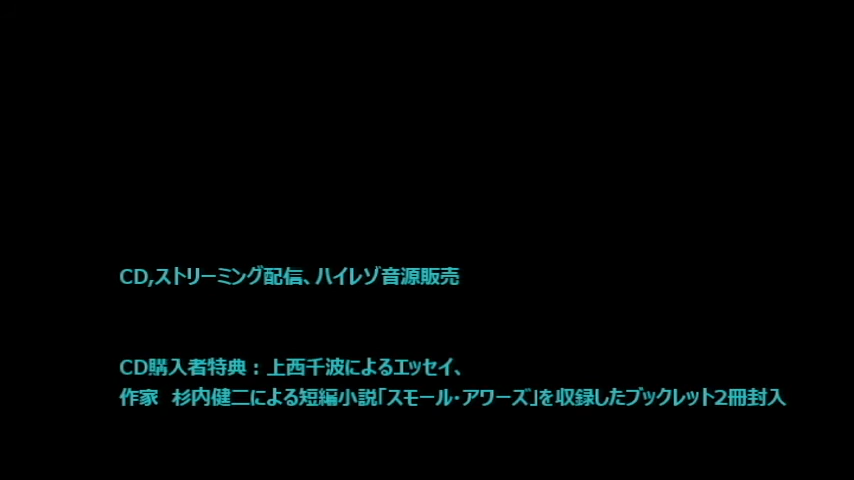 CD,ストリーミング配信、ハイレゾ音源販売
CD購入者特典：上西千波によるエッセイ、
作家　杉内健二による短編小説「スモール・アワーズ」を収録したブックレット2冊封入